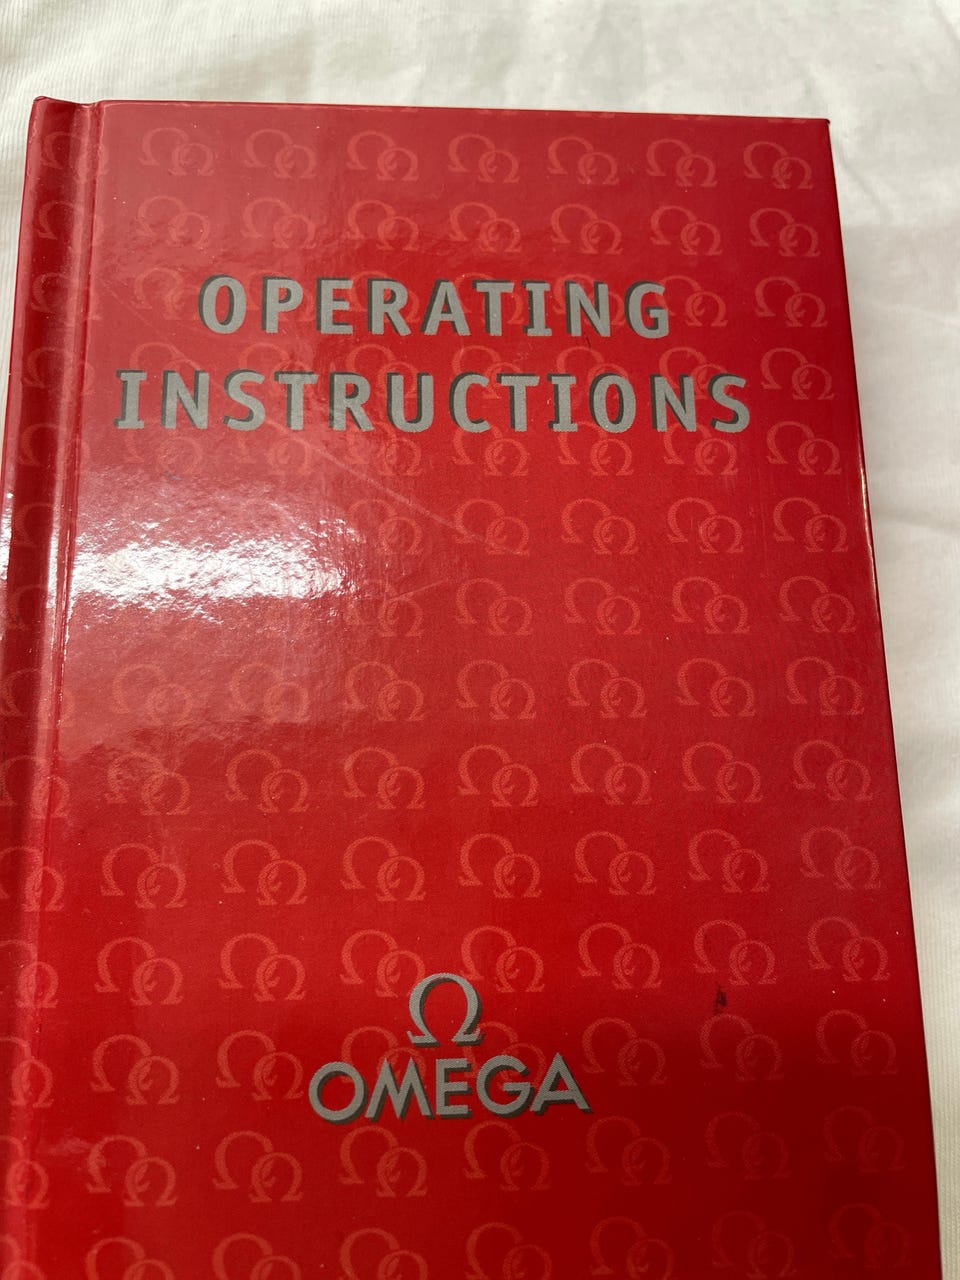 OPERATING
INSTRUCTIONS
Ω
OMEGA